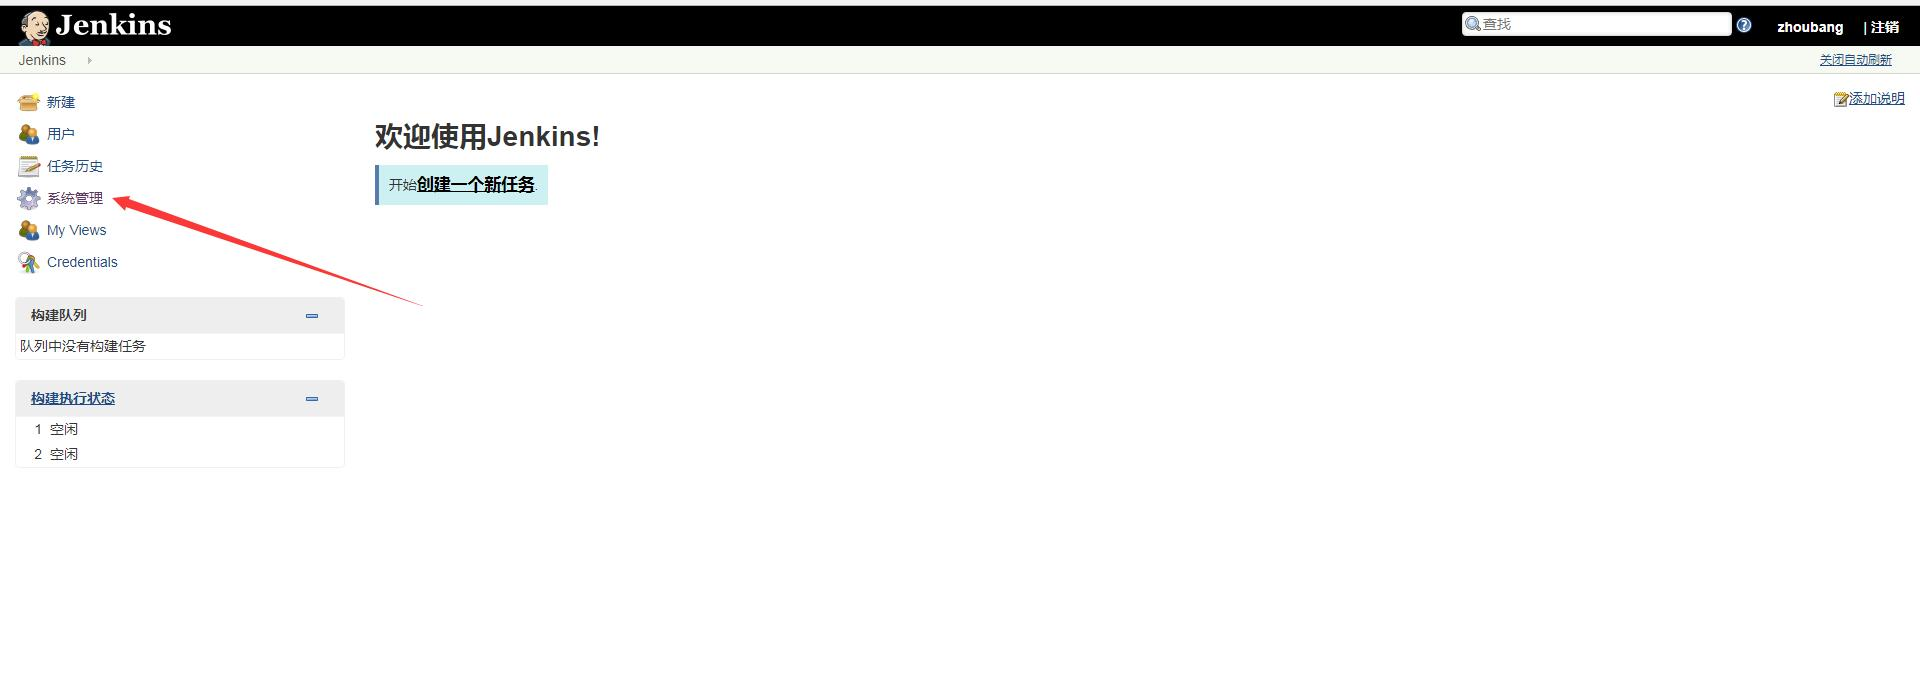 Jenkins
查找
zhoubang
| 注销
Jenkins
关闭自动刷新
新建
用户
任务历史
系统管理
My Views
Credentials
添加说明
欢迎使用Jenkins!
开始创建一个新任务.
构建队列
队列中没有构建任务
构建执行状态
1 空闲
2 空闲